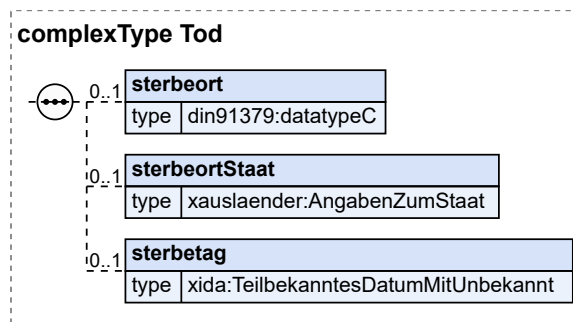 complexType Tod
0..1 sterbeort
type din91379:datatypeC
0..1 sterbeortStaat
type xauslaender:AngabenZumStaat
0..1 sterbetag
type xida:TeilbekanntesDatumMitUnbekannt